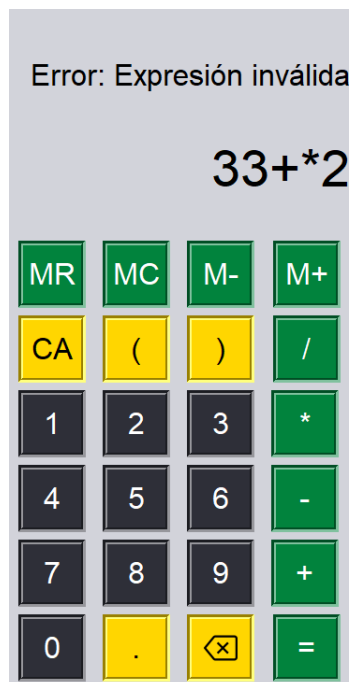 Error: Expresión inválida
33+*2
MR MC M- M+
CA ( ) /
1 2 3 *
4 5 6 -
7 8 9 +
0 . =